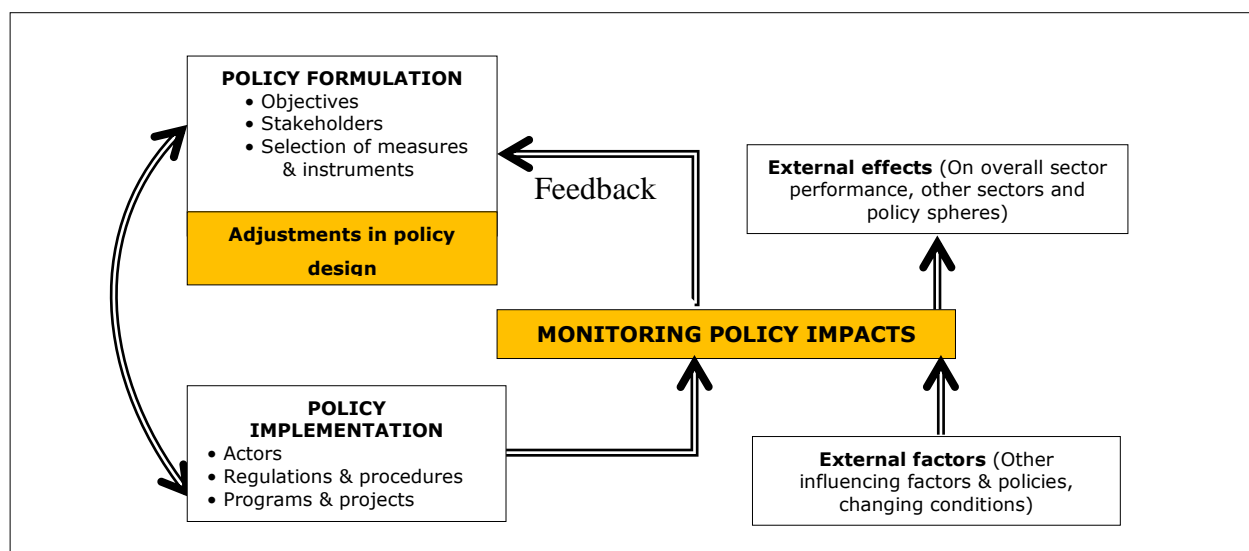 POLICY FORMULATION
• Objectives
• Stakeholders
• Selection of measures
& instruments
Adjustments in policy
design
Feedback
External effects (On overall sector
performance, other sectors and
policy spheres)
MONITORING POLICY IMPACTS
POLICY
IMPLEMENTATION
• Actors
• Regulations & procedures
• Programs & projects
External factors (Other
influencing factors & policies,
changing conditions)